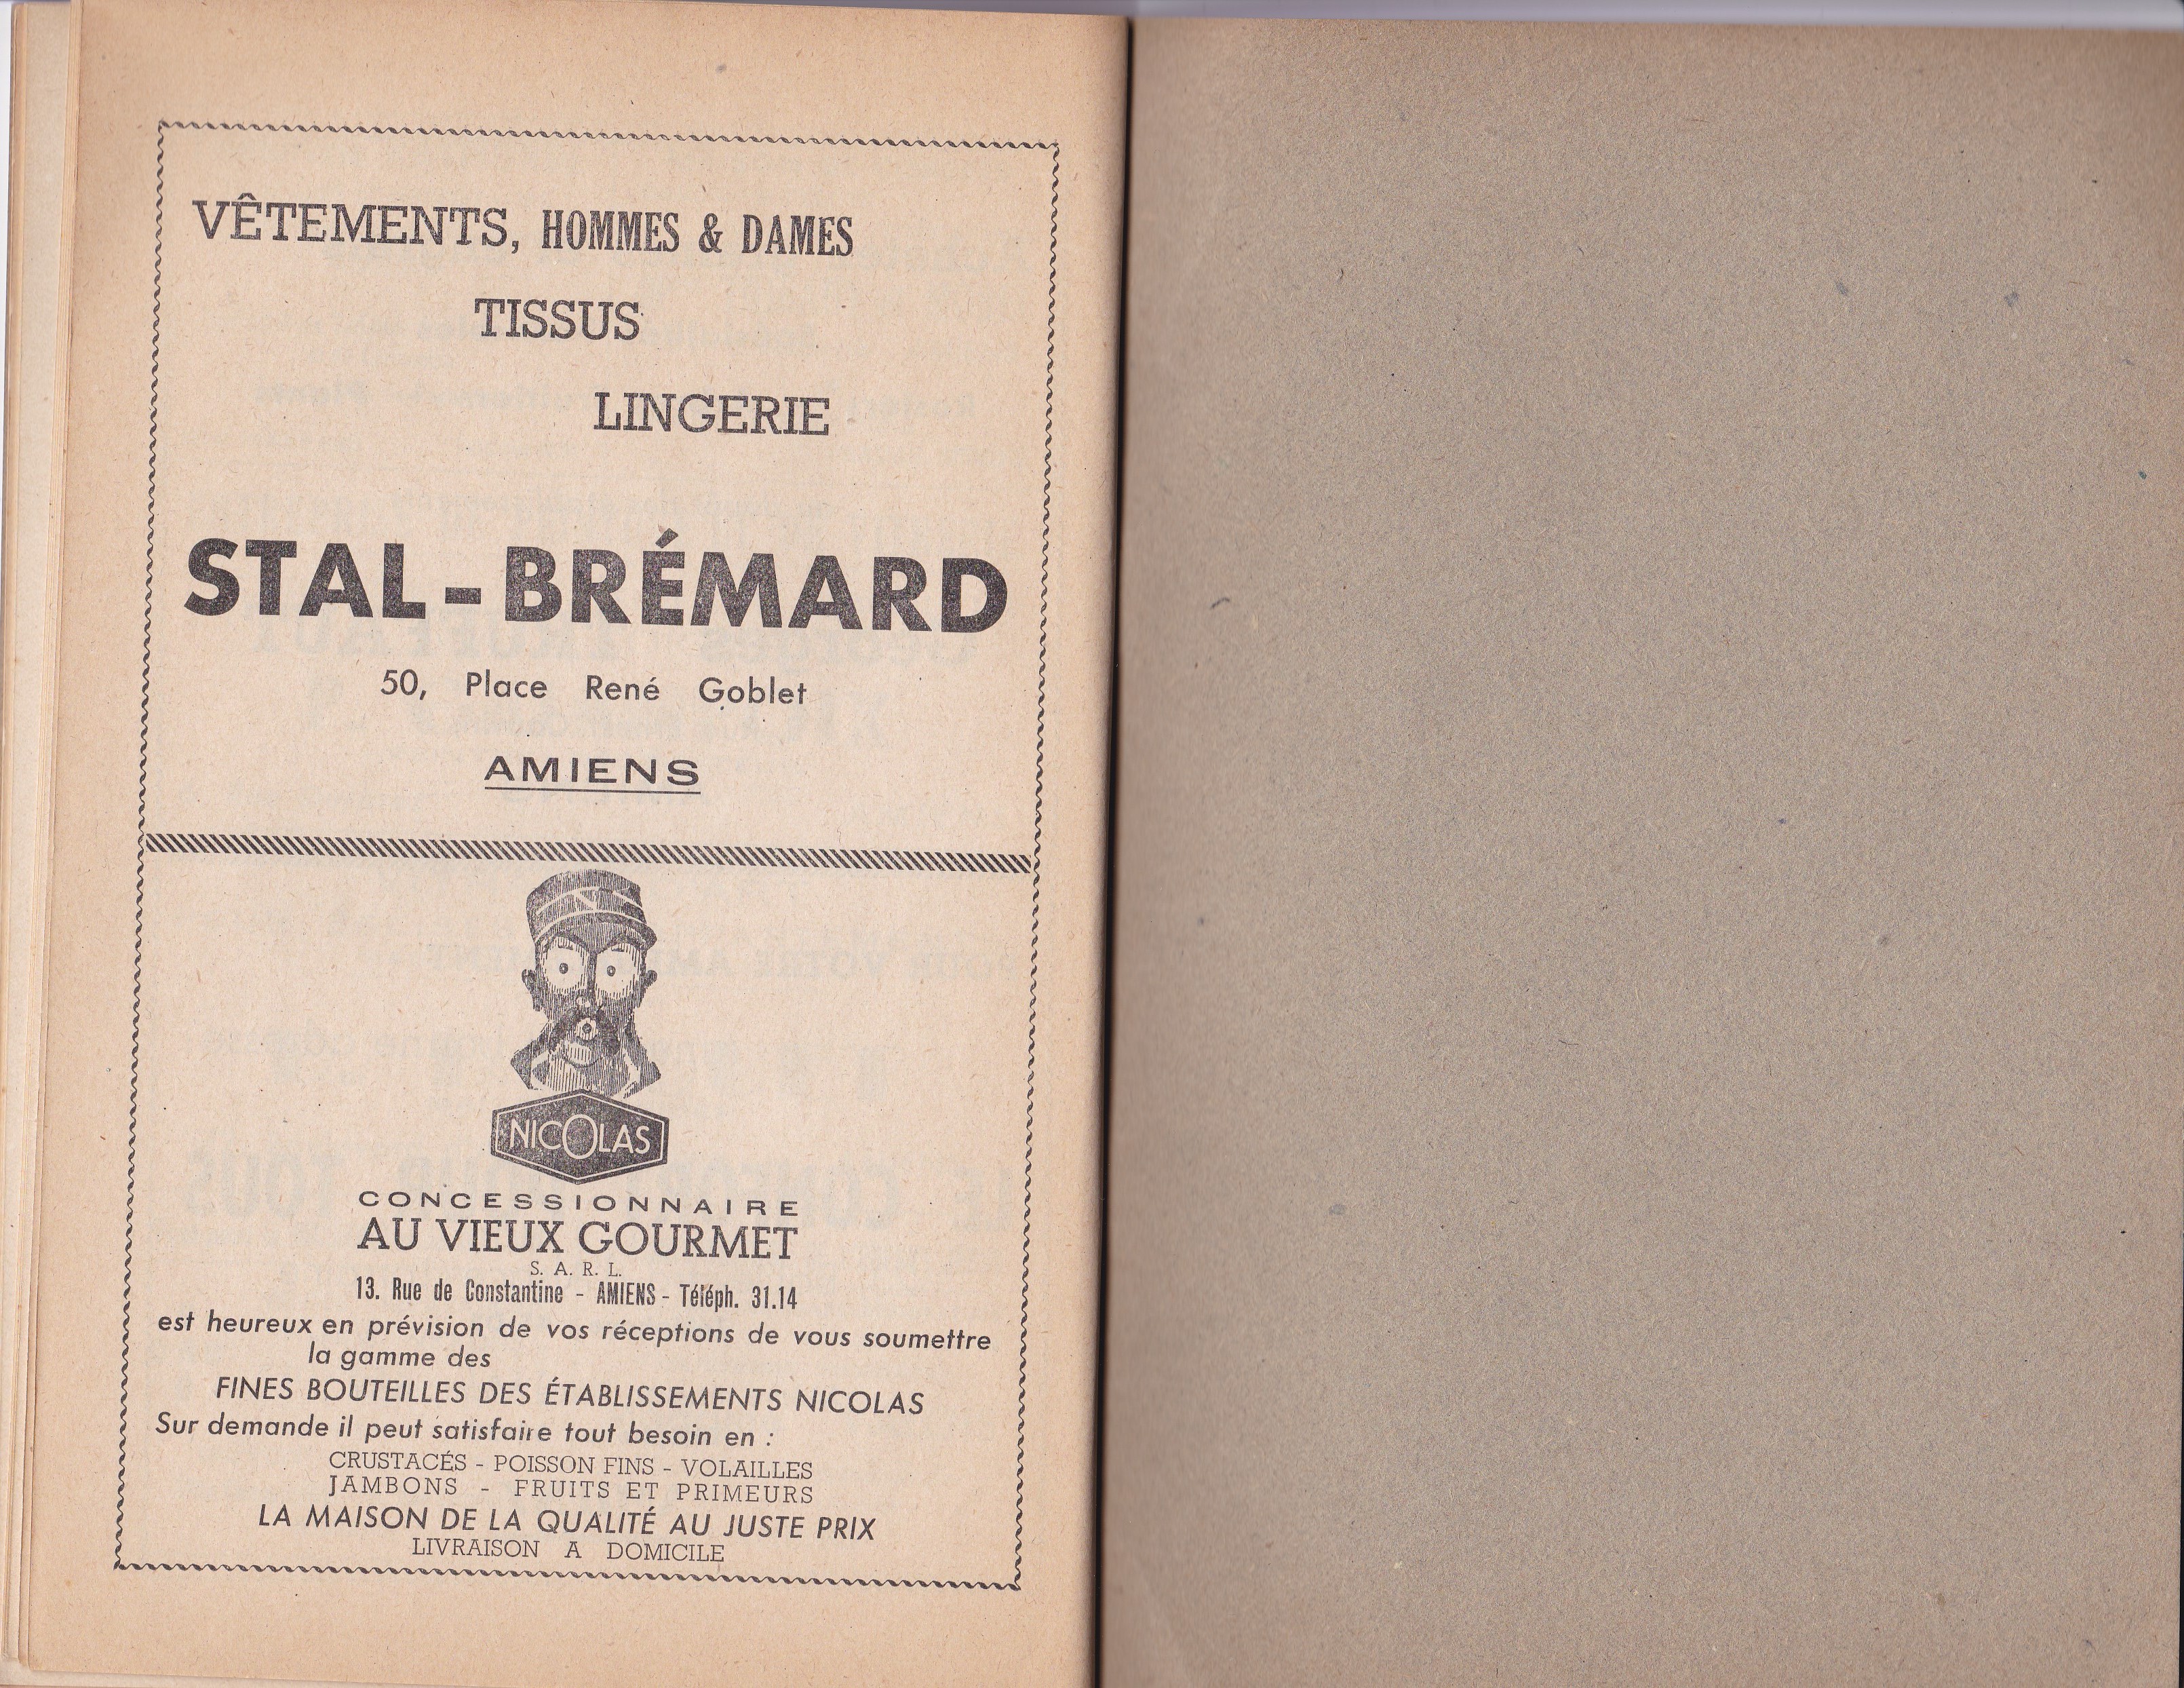 VÊTEMENTS, HOMMES & DAMES
TISSUS
LINGERIE
STAL-BRÉMARD
50, Place René Goblet
AMIENS
N
NICOLAS
CONCESSIONNAIRE
AU VIEUX GOURMET
S. A. R. L.
13. Rue de Constantine - AMIENS - Téléph. 31.14
est heureux en prévision de vos réceptions de vous soumettre
la gamme des
FINES BOUTEILLES DES ÉTABLISSEMENTS NICOLAS
Sur demande il peut satisfaire tout besoin en :
CRUSTACÉS - POISSON FINS - VOLAILLES
JAMBONS - FRUITS ET PRIMEURS
LA MAISON DE LA QUALITÉ AU JUSTE PRIX
LIVRAISON A DOMICILE